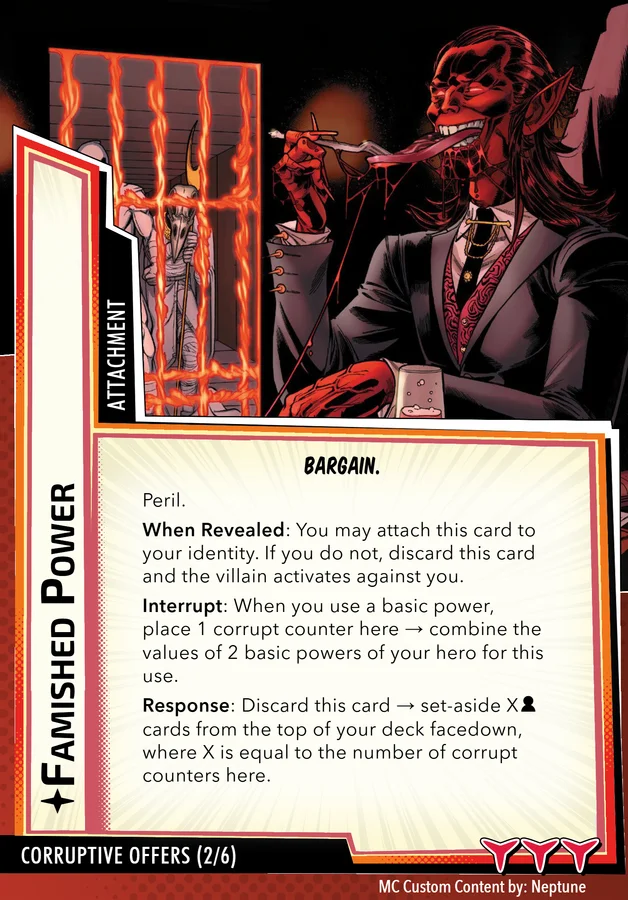 ATTACHMENT
FAMISHED POWER
BARGAIN.
Peril.
When Revealed: You may attach this card to
your identity. If you do not, discard this card
and the villain activates against you.
Interrupt: When you use a basic power,
place 1 corrupt counter here → combine the
values of 2 basic powers of your hero for this
use.
Response: Discard this card → set-aside X
cards from the top of your deck facedown,
where X is equal to the number of corrupt
counters here.
CORRUPTIVE OFFERS (2/6)
MC Custom Content by: Neptune